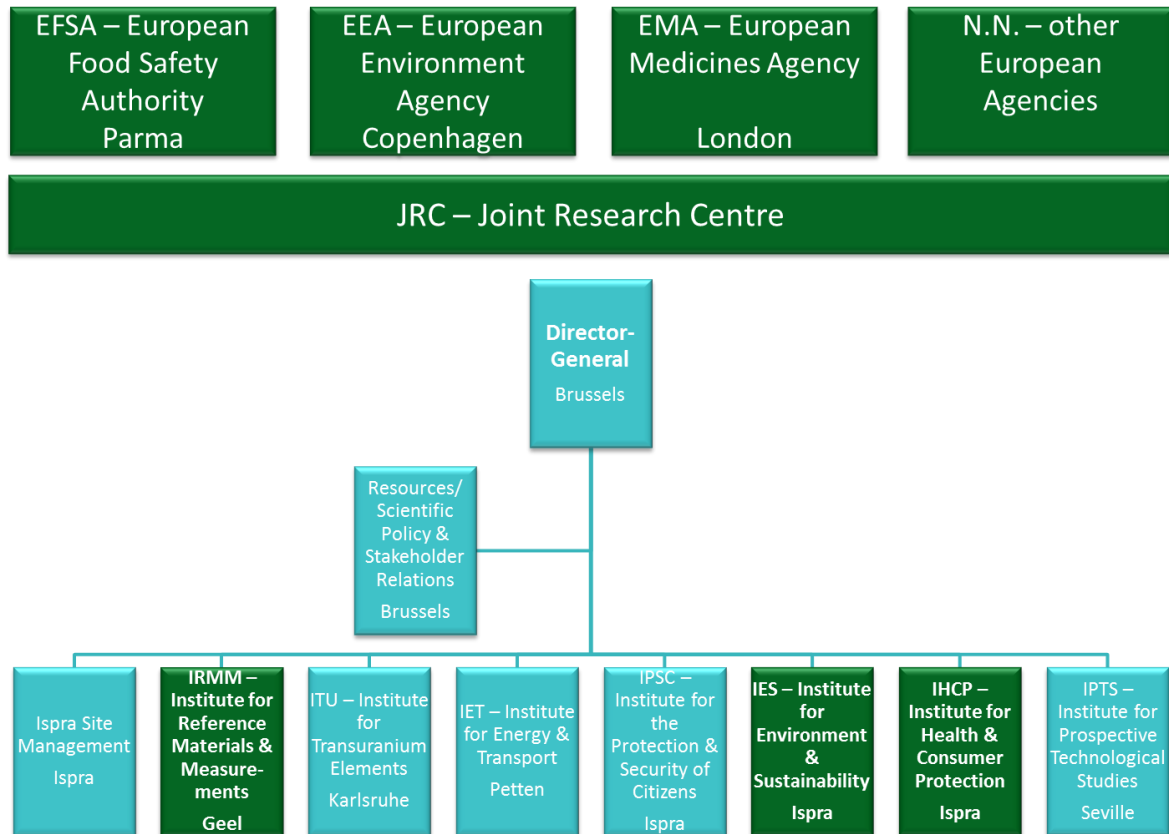 EFSA – European
Food Safety
Authority
Parma
EEA – European
Environment
Agency
Copenhagen
EMA – European
Medicines Agency
London
N.N. – other
European
Agencies
JRC – Joint Research Centre
Director-
General
Brussels
Resources/
Scientific
Policy &
Stakeholder
Relations
Brussels
Ispra Site
Management
Ispra
IRMM –
Institute for
Reference
Materials &
Measure-
ments
Geel
ITU – Institute
for
Transuranium
Elements
Karlsruhe
IET – Institute
for Energy &
Transport
Petten
IPSC –
Institute for
the
Protection &
Security of
Citizens
Ispra
IES – Institute
for
Environment
&
Sustainability
Ispra
IHCP –
Institute for
Health &
Consumer
Protection
Ispra
IPTS –
Institute for
Prospective
Technological
Studies
Seville